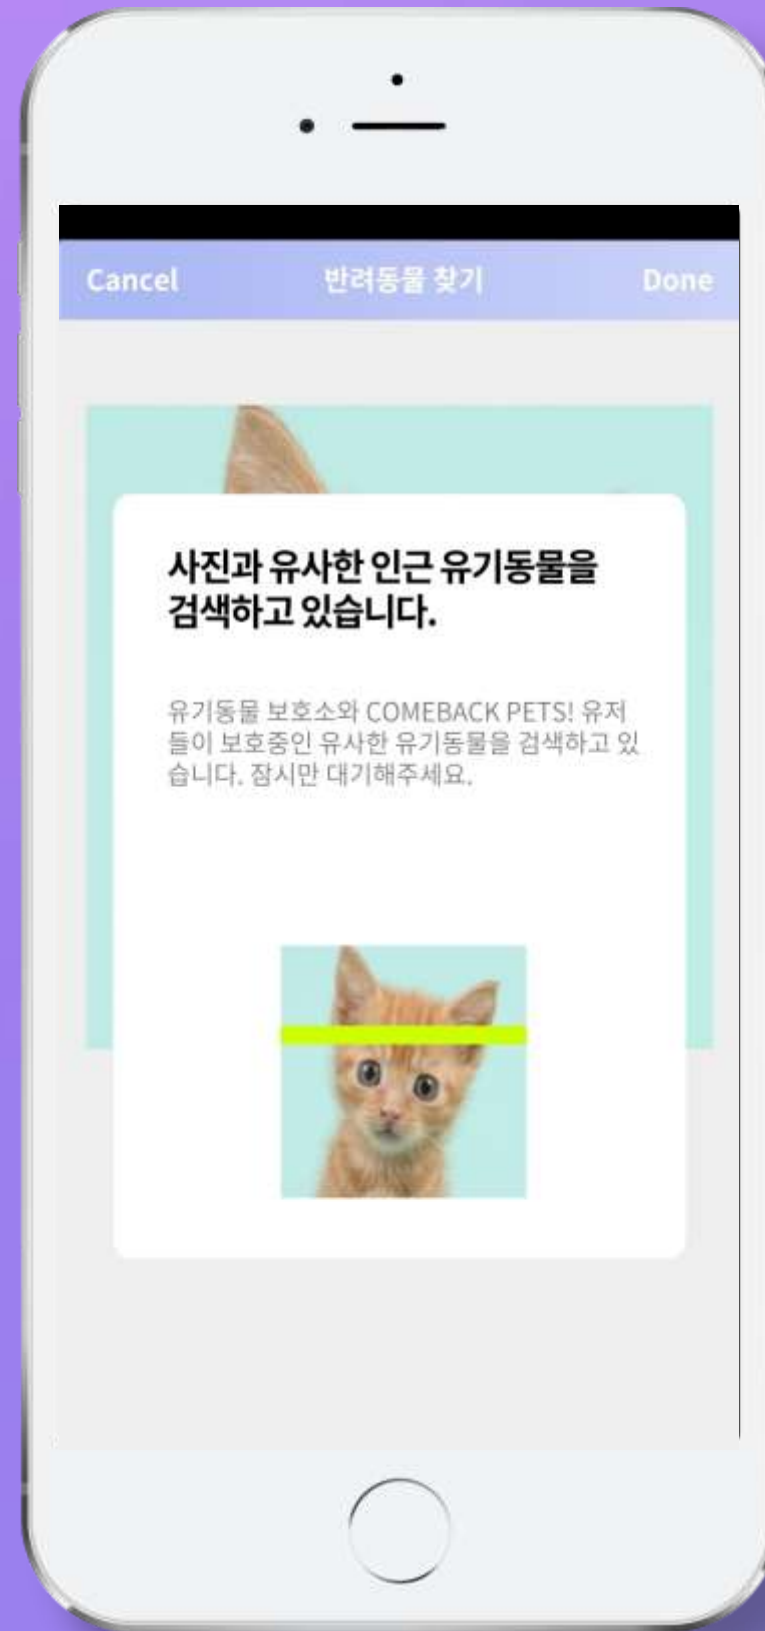 Cancel 반려동물 찾기 Done
사진과 유사한 인근 유기동물을
검색하고 있습니다.
유기동물 보호소와 COMEBACK PETS! 유저
들이 보호중인 유사한 유기동물을 검색하고 있
습니다. 잠시만 대기해주세요.